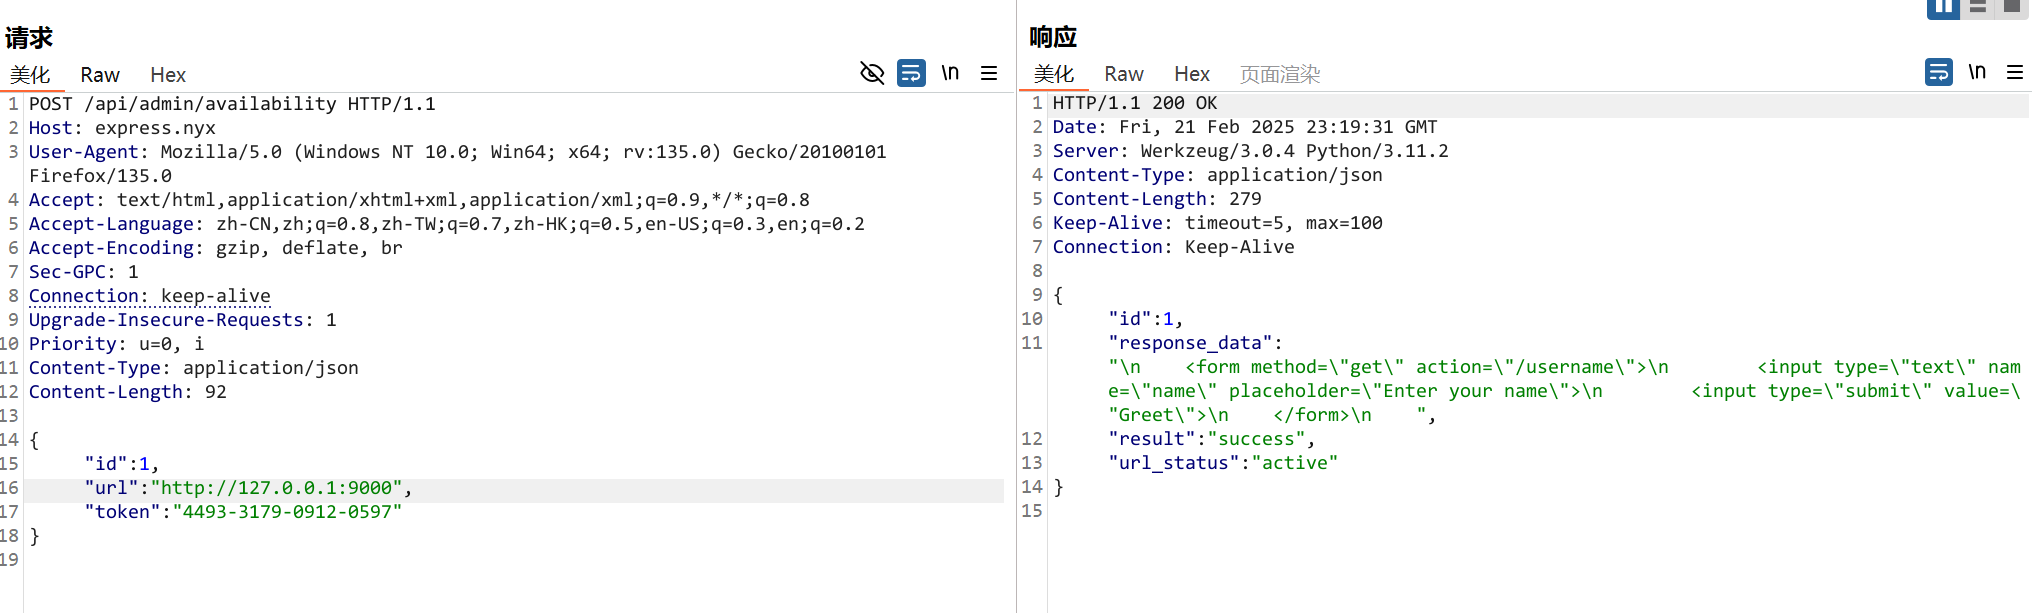 请求
美化 Raw Hex \n
1 POST /api/admin/availability HTTP/1.1
2 Host: express.nyx
3 User-Agent: Mozilla/5.0 (Windows NT 10.0; Win64; x64; rv:135.0) Gecko/20100101
Firefox/135.0
4 Accept: text/html,application/xhtml+xml,application/xml;q=0.9,*/*;q=0.8
5 Accept-Language: zh-CN,zh;q=0.8,zh-TW;q=0.7,zh-HK;q=0.5,en-US;q=0.3,en;q=0.2
6 Accept-Encoding: gzip, deflate, br
7 Sec-GPC: 1
8 Connection: keep-alive
9 Upgrade-Insecure-Requests: 1
10 Priority: u=0, i
11 Content-Type: application/json
12 Content-Length: 92
13
14 {
15 "id":1,
16 "url":"http://127.0.0.1:9000",
17 "token":"4493-3179-0912-0597"
18 }
19
响应
美化 Raw Hex 页面渲染 \n
1 HTTP/1.1 200 OK
2 Date: Fri, 21 Feb 2025 23:19:31 GMT
3 Server: Werkzeug/3.0.4 Python/3.11.2
4 Content-Type: application/json
5 Content-Length: 279
6 Keep-Alive: timeout=5, max=100
7 Connection: Keep-Alive
8
9 {
10 "id":1,
11 "response_data":
"\n    <form method=\"get\" action=\"/username\">\n        <input type=\"text\" nam
e=\"name\" placeholder=\"Enter your name\">\n        <input type=\"submit\" value=\
"Greet\">\n    </form>\n    ",
12 "result":"success",
13 "url_status":"active"
14 }
15